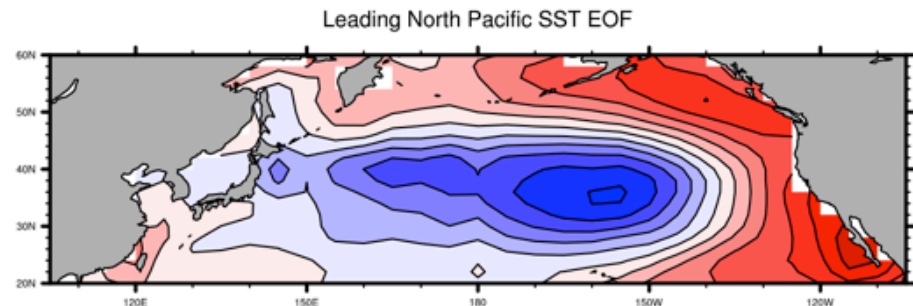 Leading North Pacific SST EOF
60N
50N
40N
30N
20N
120E 150E 180 150W 120W